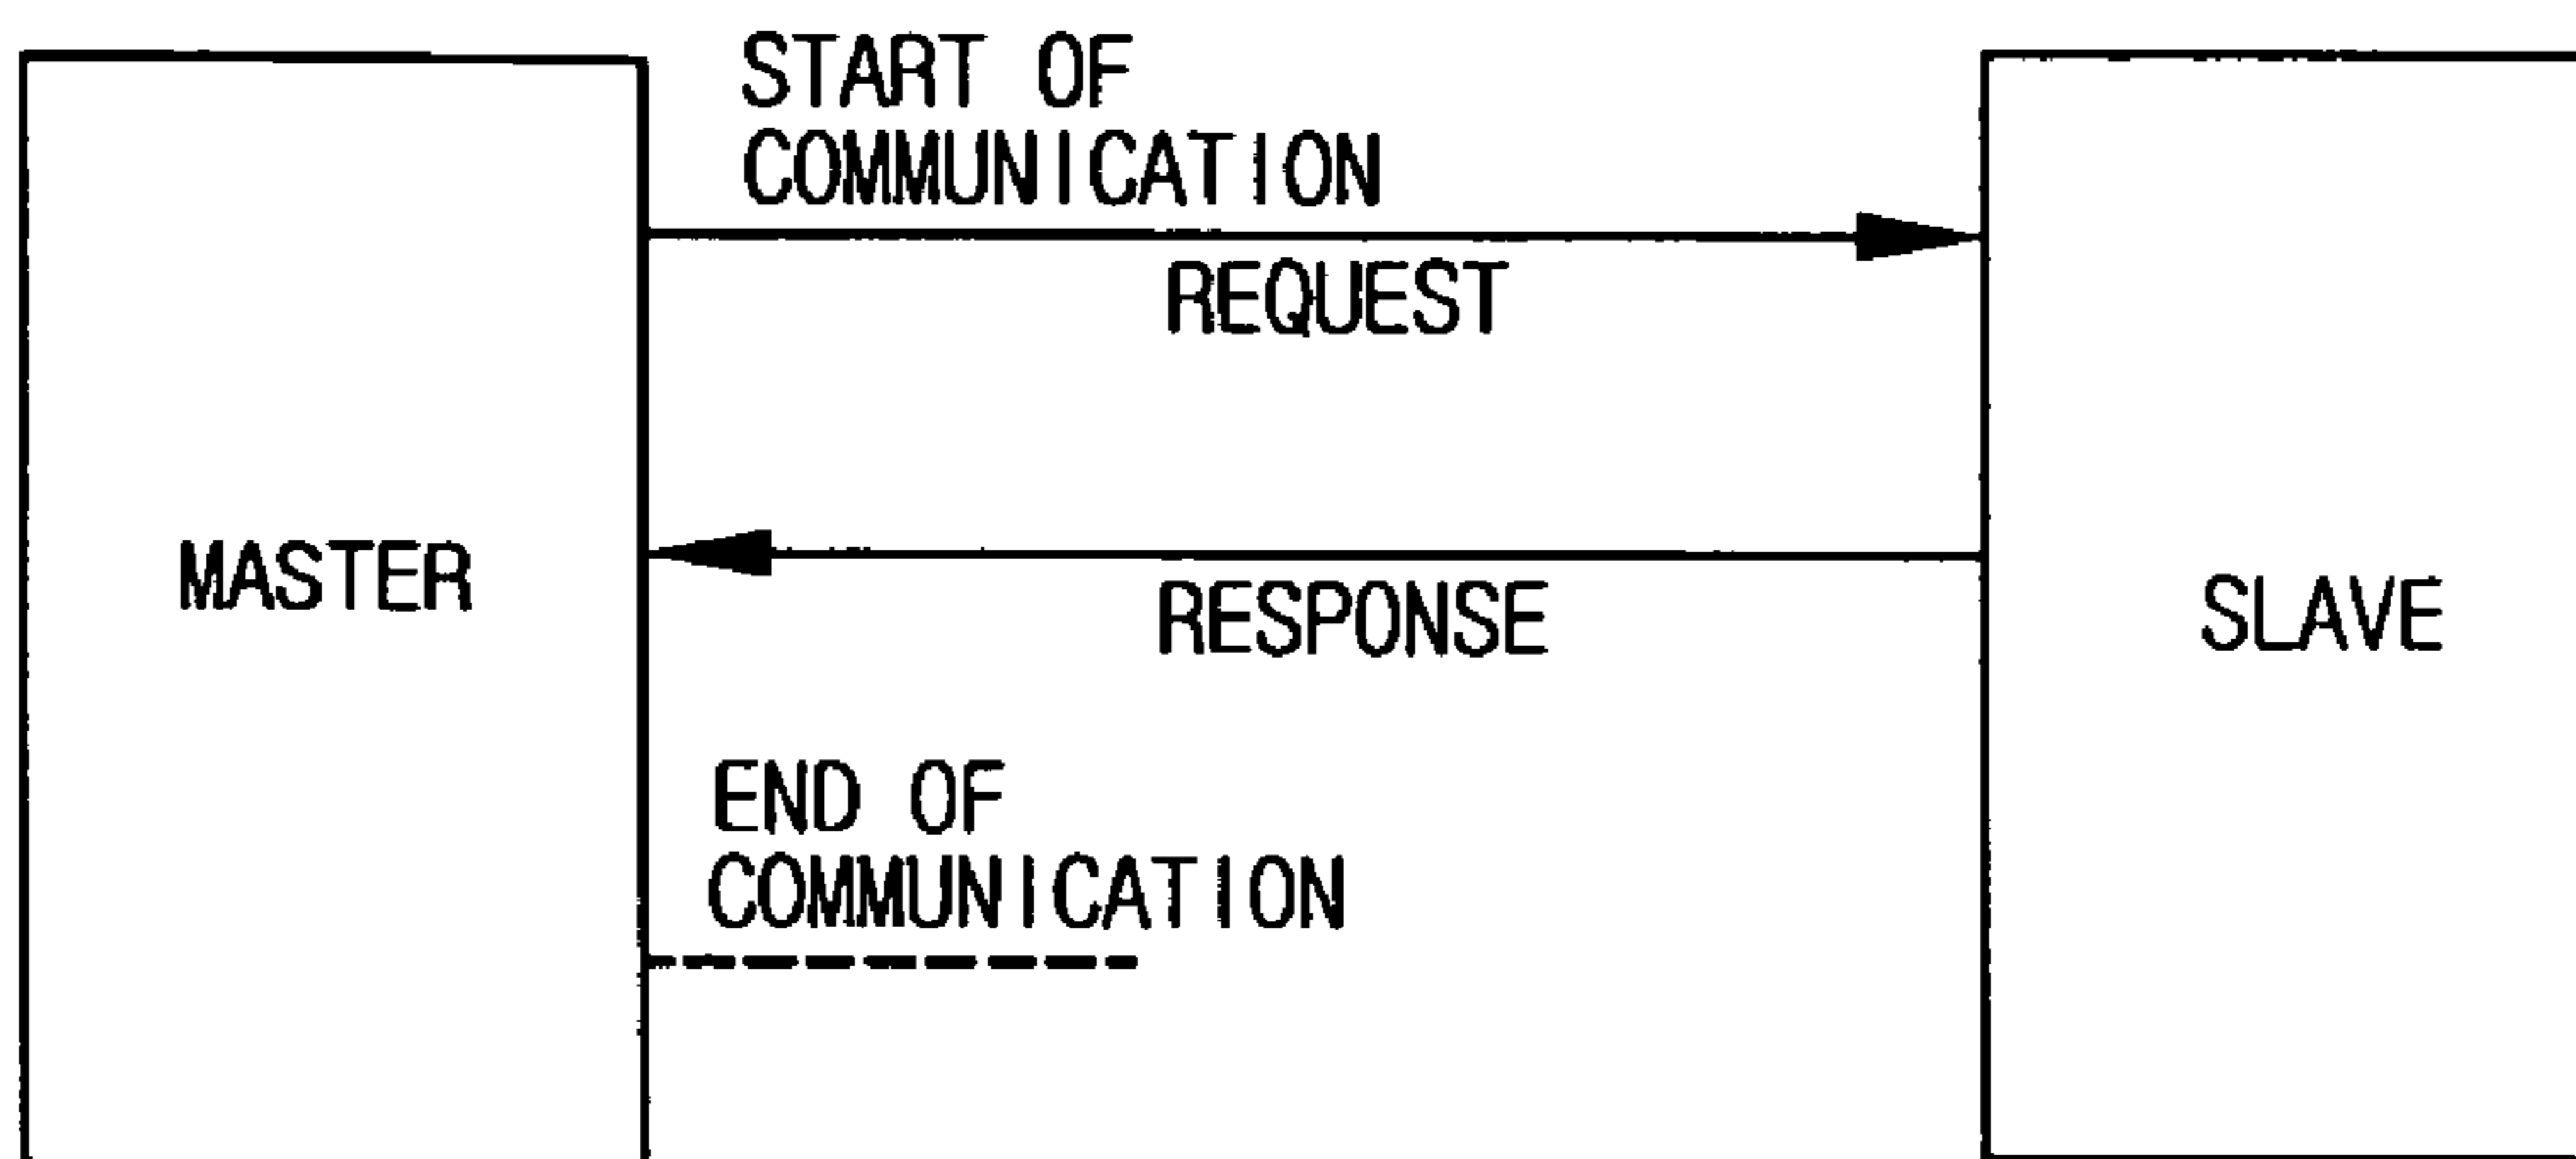 START OF
COMMUNICATION
REQUEST
MASTER
RESPONSE
SLAVE
END OF
COMMUNICATION